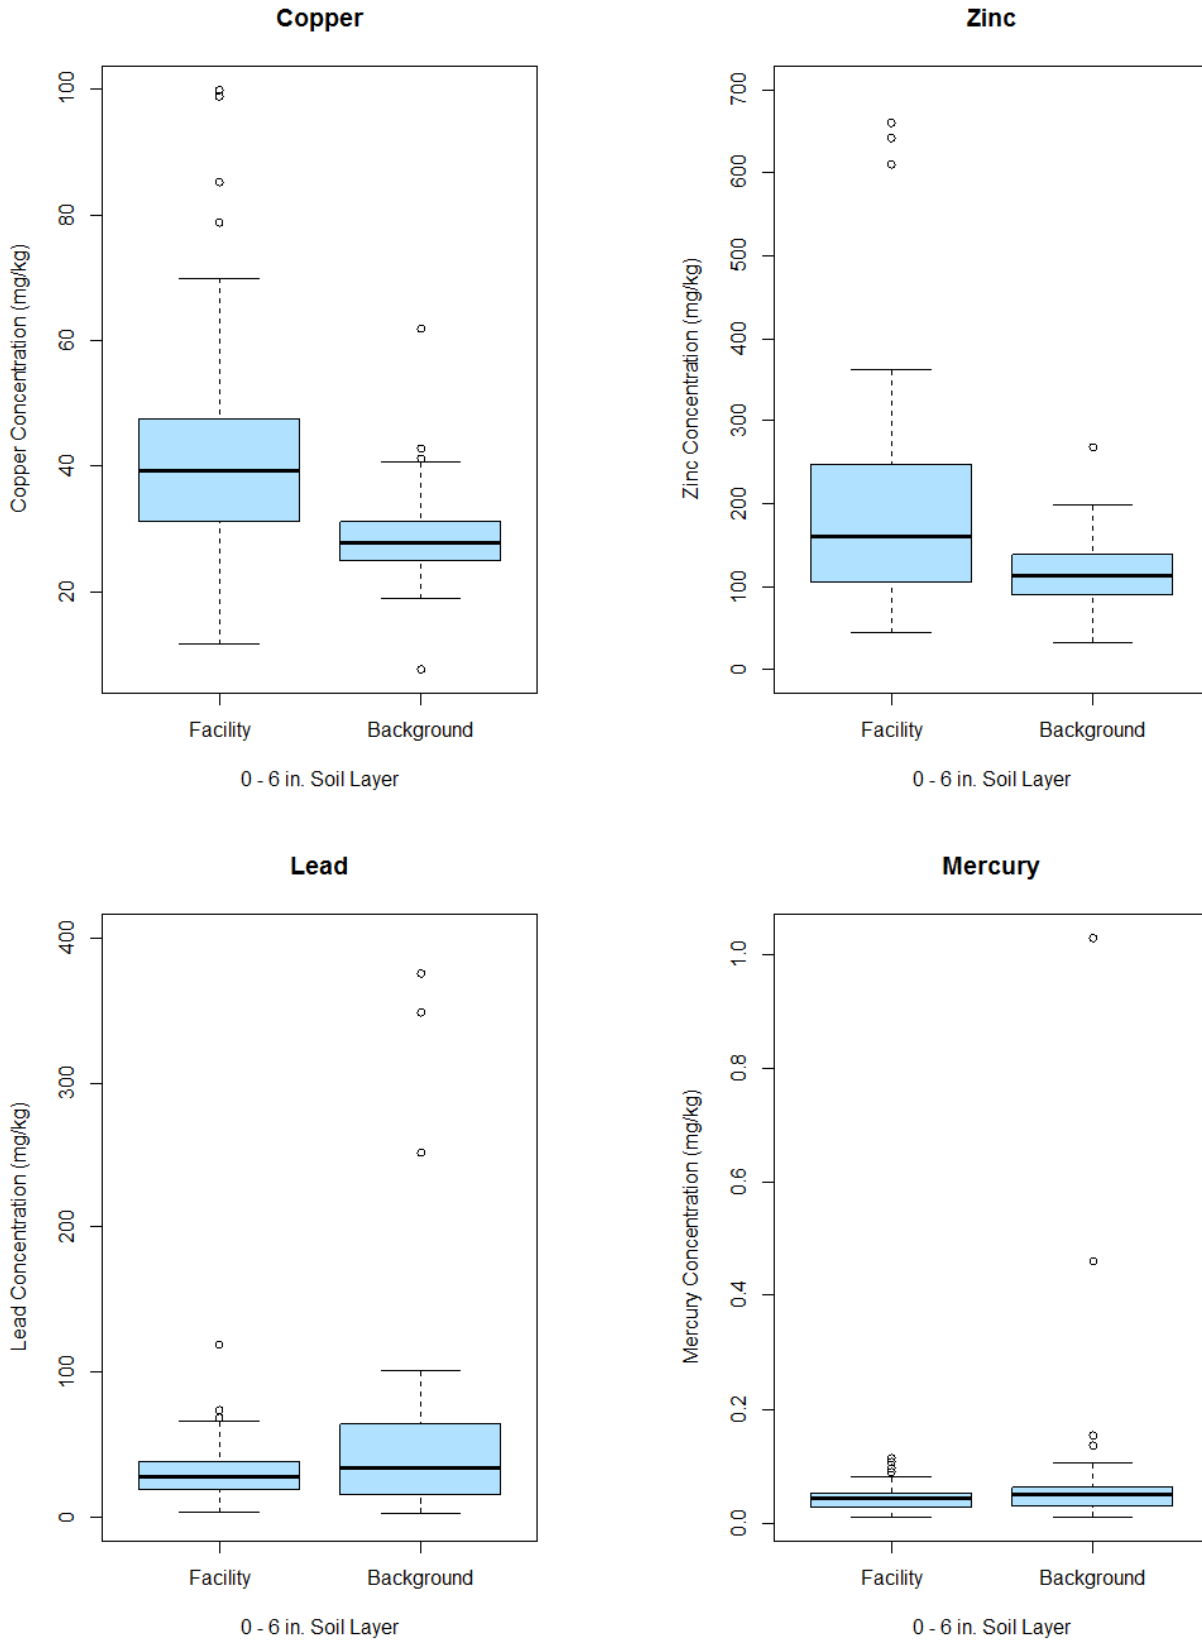 Copper
Copper Concentration (mg/kg)
100
80
60
40
20
Facility
Background
0 - 6 in. Soil Layer
Zinc
Zinc Concentration (mg/kg)
700
600
500
400
300
200
100
0
Facility
Background
0 - 6 in. Soil Layer
Lead
Lead Concentration (mg/kg)
400
300
200
100
0
Facility
Background
0 - 6 in. Soil Layer
Mercury
Mercury Concentration (mg/kg)
1.0
0.8
0.6
0.4
0.2
0.0
Facility
Background
0 - 6 in. Soil Layer